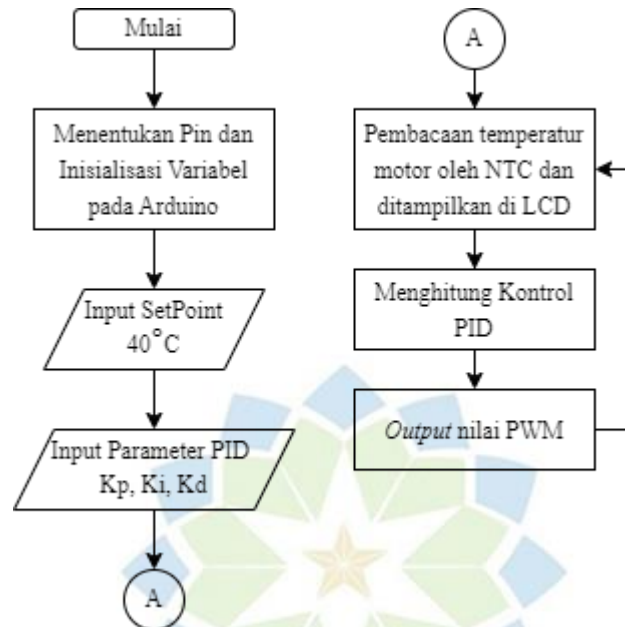 Mulai
Menentukan Pin dan
Inisialisasi Variabel
pada Arduino
Input SetPoint
40°C
Input Parameter PID
Kp, Ki, Kd
A
A
Pembacaan temperatur
motor oleh NTC dan
ditampilkan di LCD
Menghitung Kontrol
PID
Output nilai PWM